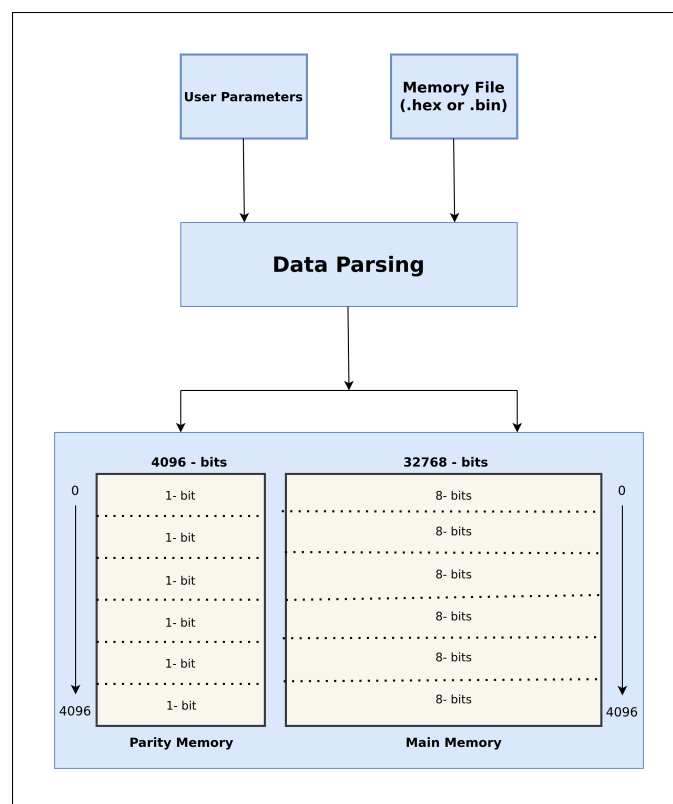 User Parameters
Memory File
(.hex or .bin)
Data Parsing
4096 - bits
32768 - bits
0
1- bit
1- bit
1- bit
1- bit
1- bit
1- bit
4096
8- bits
8- bits
8- bits
8- bits
8- bits
8- bits
0
4096
Parity Memory
Main Memory